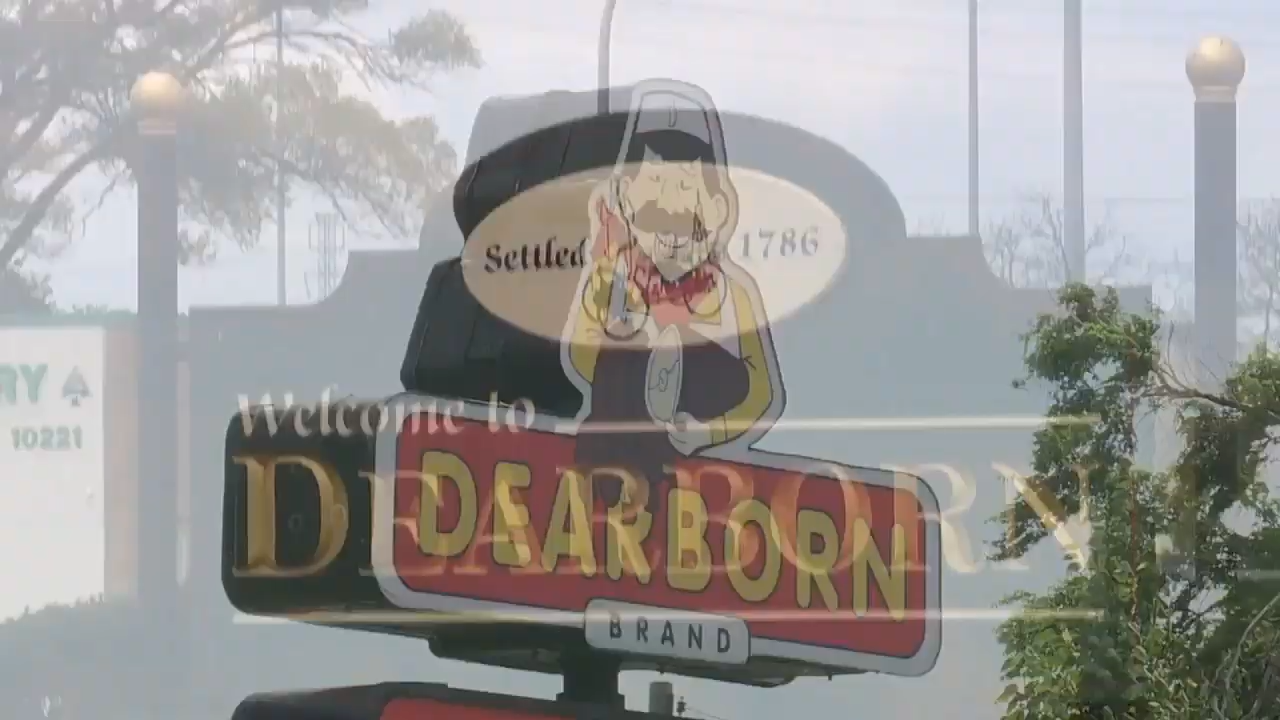 Settled 1786
RY ♠
10221
Welcome to
DEARBORN
DEARBORN
BRAND